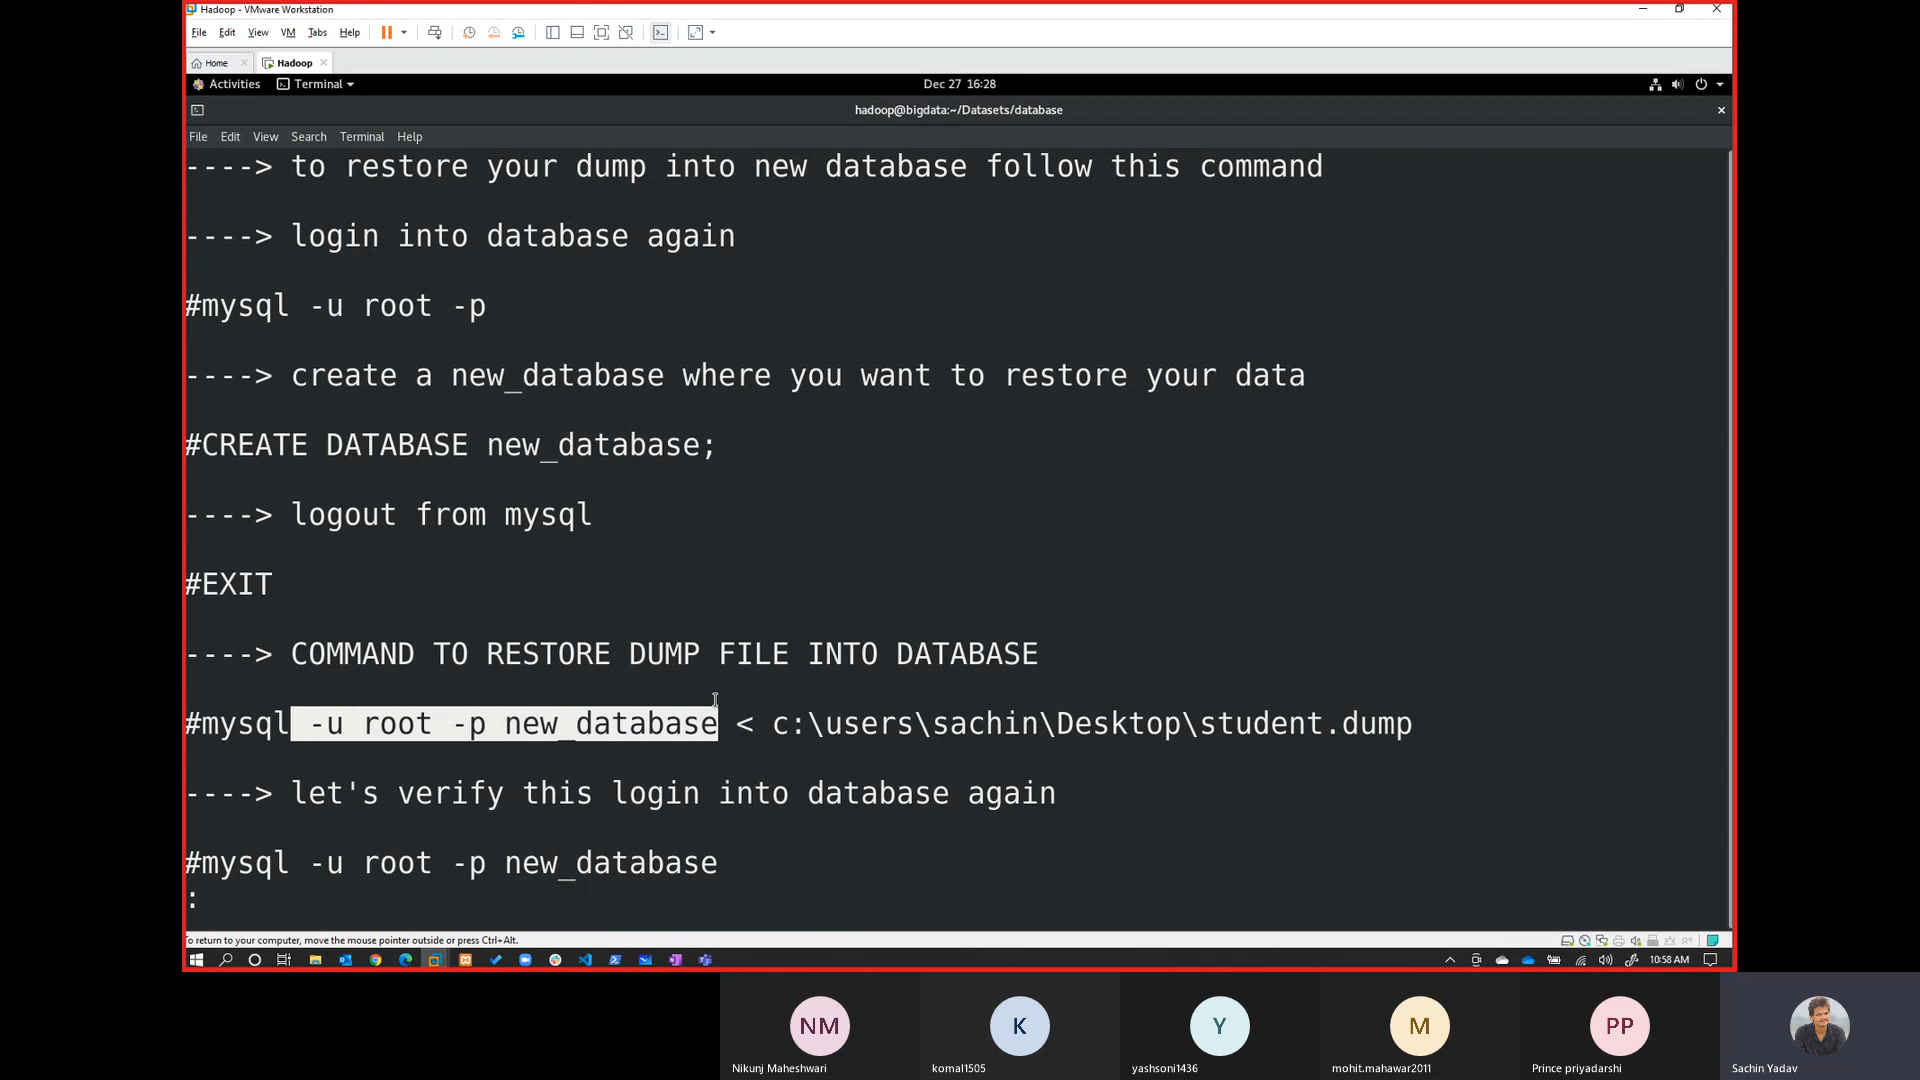 Hadoop - VMware Workstation
File Edit View VM Tabs Help
Home Hadoop
Activities Terminal Dec 27 16:28
hadoop@bigdata:~/Datasets/database
File Edit View Search Terminal Help
----> to restore your dump into new database follow this command
----> login into database again
#mysql -u root -p
----> create a new_database where you want to restore your data
#CREATE DATABASE new_database;
----> logout from mysql
#EXIT
----> COMMAND TO RESTORE DUMP FILE INTO DATABASE
#mysql -u root -p new_database < c:\users\sachin\Desktop\student.dump
----> let's verify this login into database again
#mysql -u root -p new_database
:
To return to your computer, move the mouse pointer outside or press Ctrl+Alt.
10:58 AM
NM K Y M PP
Nikunj Maheshwari komal1505 yashsoni1436 mohit.mahawar2011 Prince priyadarshi Sachin Yadav